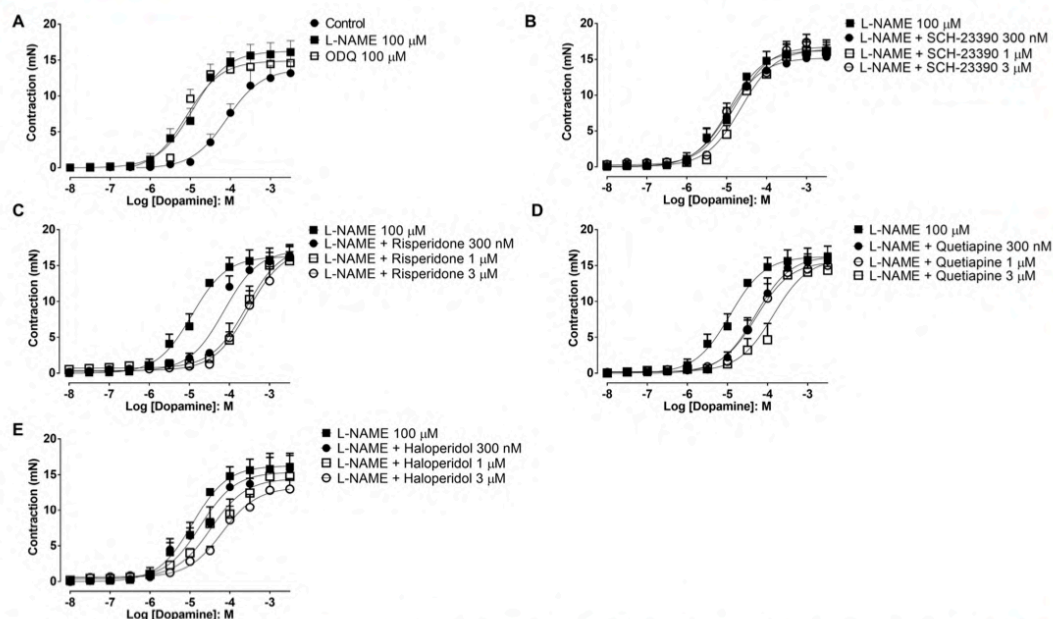 A
Control
L-NAME 100 μM
ODQ 100 μM
Contraction (mN)
20
15
10
5
0
-8 -7 -6 -5 -4 -3
Log [Dopamine]: M
B
L-NAME 100 μM
L-NAME + SCH-23390 300 nM
L-NAME + SCH-23390 1 μM
L-NAME + SCH-23390 3 μM
Contraction (mN)
20
15
10
5
0
-8 -7 -6 -5 -4 -3
Log [Dopamine]: M
C
L-NAME 100 μM
L-NAME + Risperidone 300 nM
L-NAME + Risperidone 1 μM
L-NAME + Risperidone 3 μM
Contraction (mN)
20
15
10
5
0
-8 -7 -6 -5 -4 -3
Log [Dopamine]: M
D
L-NAME 100 μM
L-NAME + Quetiapine 300 nM
L-NAME + Quetiapine 1 μM
L-NAME + Quetiapine 3 μM
Contraction (mN)
20
15
10
5
0
-8 -7 -6 -5 -4 -3
Log [Dopamine]: M
E
L-NAME 100 μM
L-NAME + Haloperidol 300 nM
L-NAME + Haloperidol 1 μM
L-NAME + Haloperidol 3 μM
Contraction (mN)
20
15
10
5
0
-8 -7 -6 -5 -4 -3
Log [Dopamine]: M